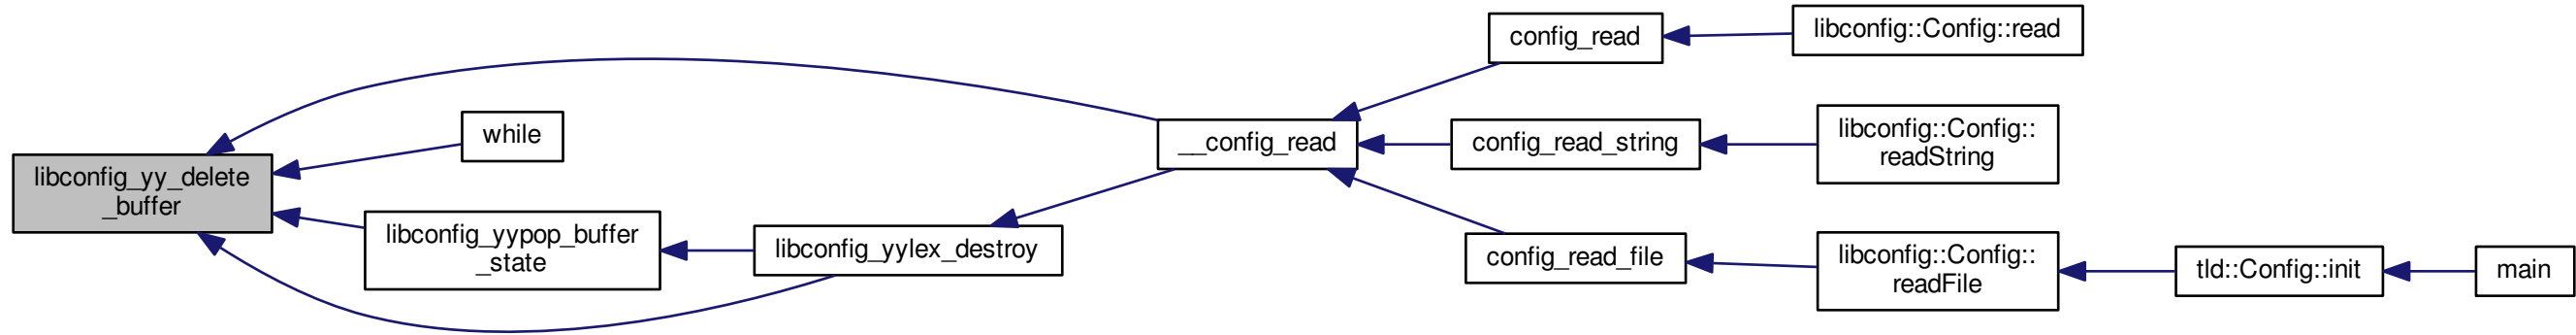 libconfig_yy_delete
_buffer
while
libconfig_yypop_buffer
_state
libconfig_yylex_destroy
__config_read
config_read
libconfig::Config::read
config_read_string
libconfig::Config::
readString
config_read_file
libconfig::Config::
readFile
tld::Config::init
main